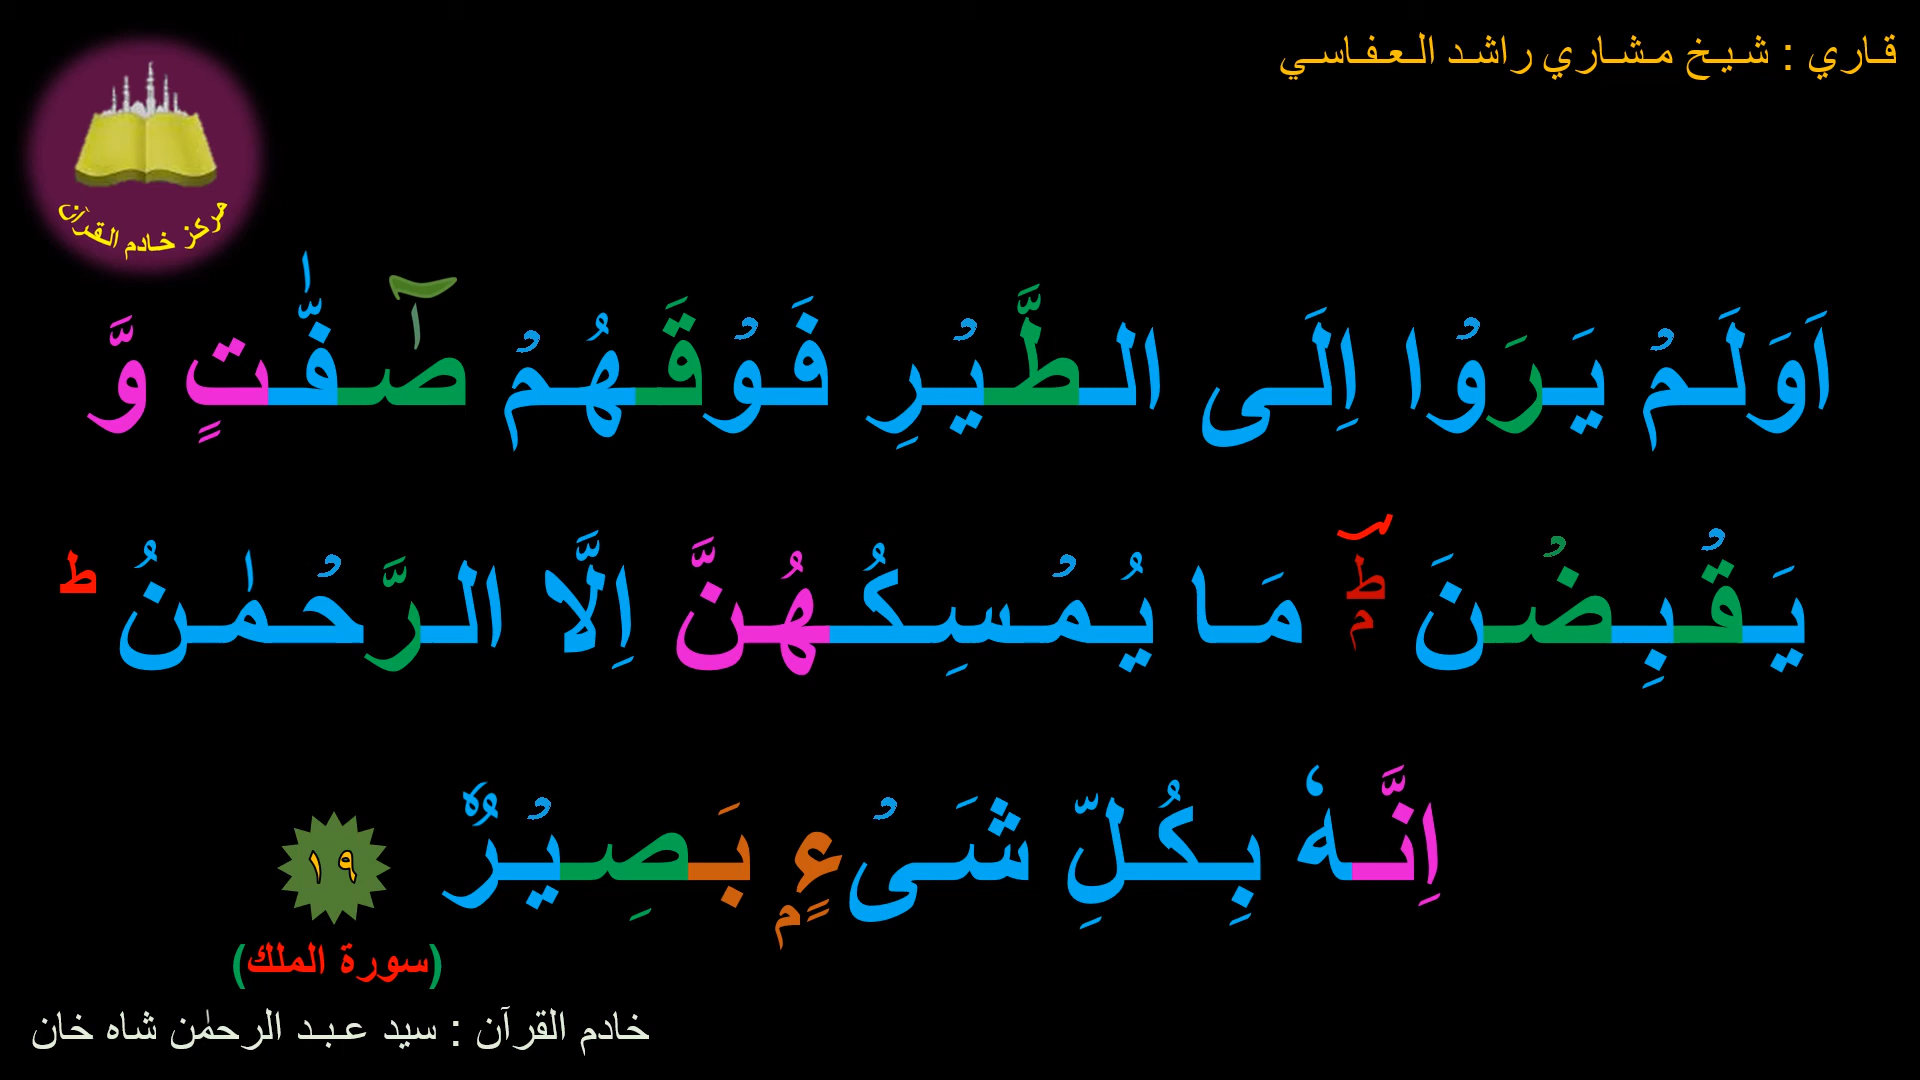 قاري : شيخ مشاري راشد العفاسي
مركز خادم القرآن
اَوَلَمْ يَرَوْا اِلَى الطَّيْرِ فَوْقَهُمْ صٰٓفّٰتٍ وَّ
يَقْبِضْنَ ؔۘؕ مَا يُمْسِكُهُنَّ اِلَّا الرَّحْمٰنُ ؕ
اِنَّهٗ بِكُلِّ شَىْءٍۢ بَصِيْرٌ ١٩
(سورة الملك)
خادم القرآن : سيد عبد الرحمٰن شاه خان